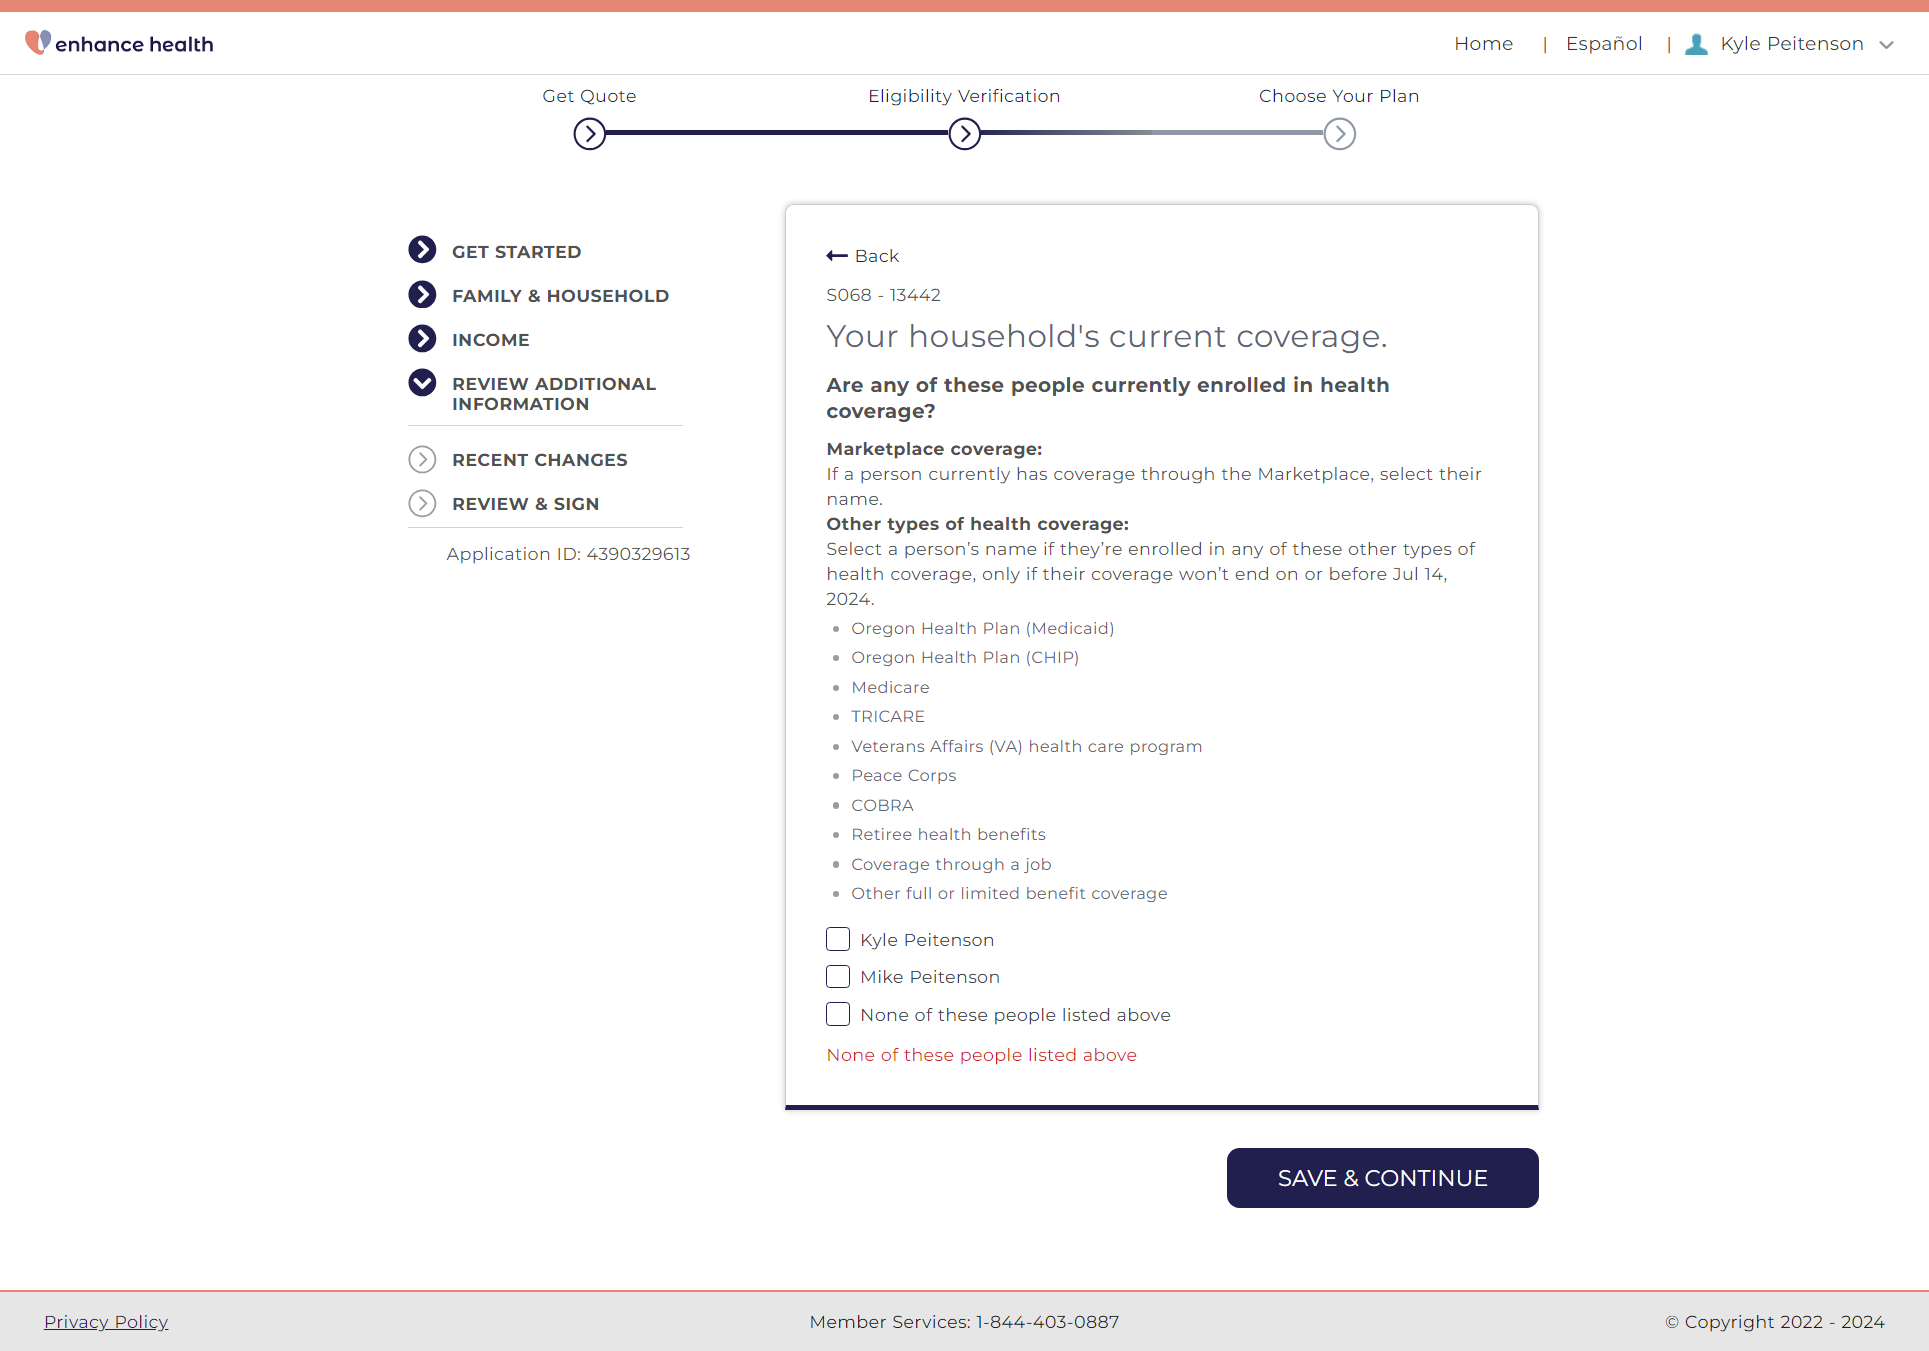 enhance health
Home | Español | Kyle Peitenson
Get Quote
Eligibility Verification
Choose Your Plan
GET STARTED
FAMILY & HOUSEHOLD
INCOME
REVIEW ADDITIONAL
INFORMATION
RECENT CHANGES
REVIEW & SIGN
Application ID: 4390329613
Back
S068 - 13442
Your household's current coverage.
Are any of these people currently enrolled in health
coverage?
Marketplace coverage:
If a person currently has coverage through the Marketplace, select their
name.
Other types of health coverage:
Select a person’s name if they’re enrolled in any of these other types of
health coverage, only if their coverage won’t end on or before Jul 14,
2024.
Oregon Health Plan (Medicaid)
Oregon Health Plan (CHIP)
Medicare
TRICARE
Veterans Affairs (VA) health care program
Peace Corps
COBRA
Retiree health benefits
Coverage through a job
Other full or limited benefit coverage
Kyle Peitenson
Mike Peitenson
None of these people listed above
None of these people listed above
SAVE & CONTINUE
Privacy Policy
Member Services: 1-844-403-0887
© Copyright 2022 - 2024